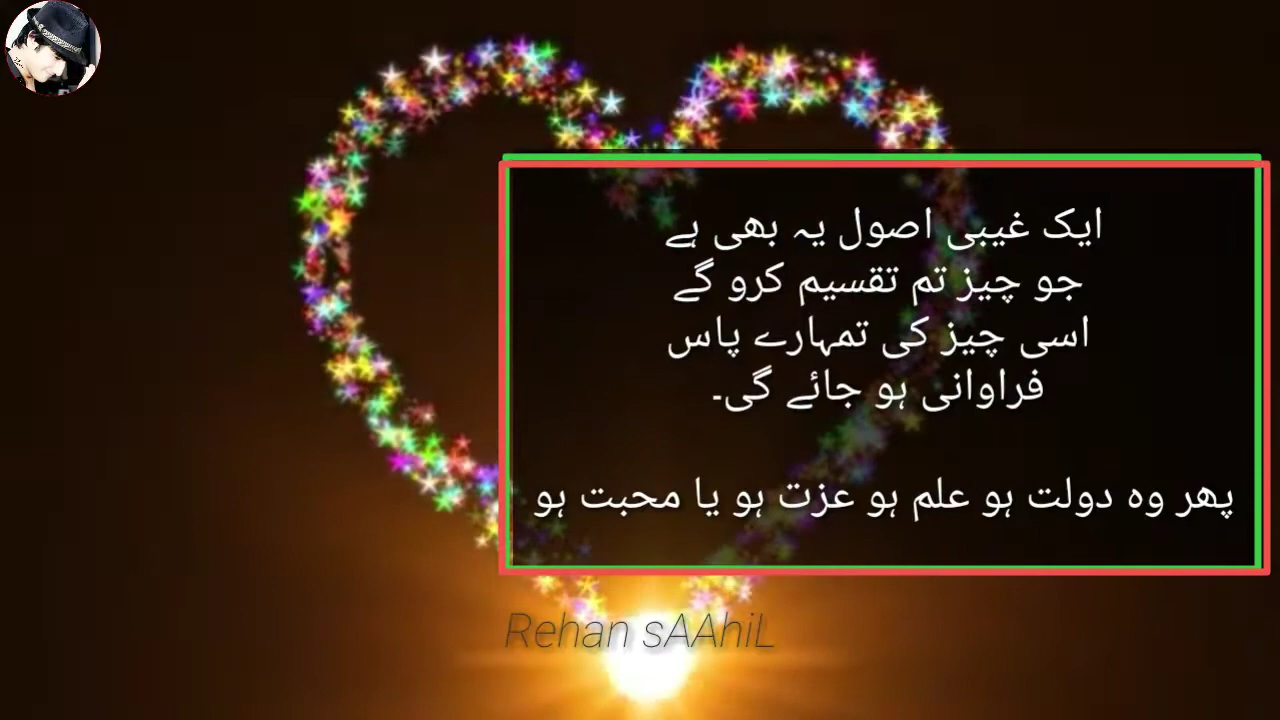 ایک غیبی اصول یہ بھی ہے
جو چیز تم تقسیم کرو گے
اسی چیز کی تمہارے پاس
فراوانی ہو جائے گی۔
پھر وہ دولت ہو علم ہو عزت ہو یا محبت ہو
Rehan sAAhiL